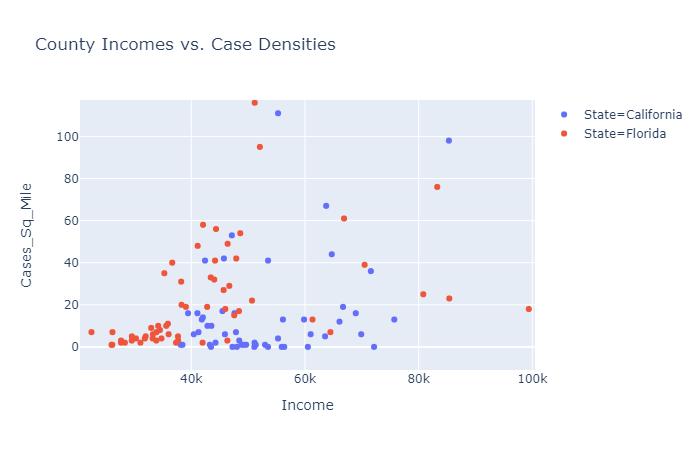 County Incomes vs. Case Densities
State=California
State=Florida
100
80
60
40
20
0
Cases_Sq_Mile
40k
60k
80k
100k
Income